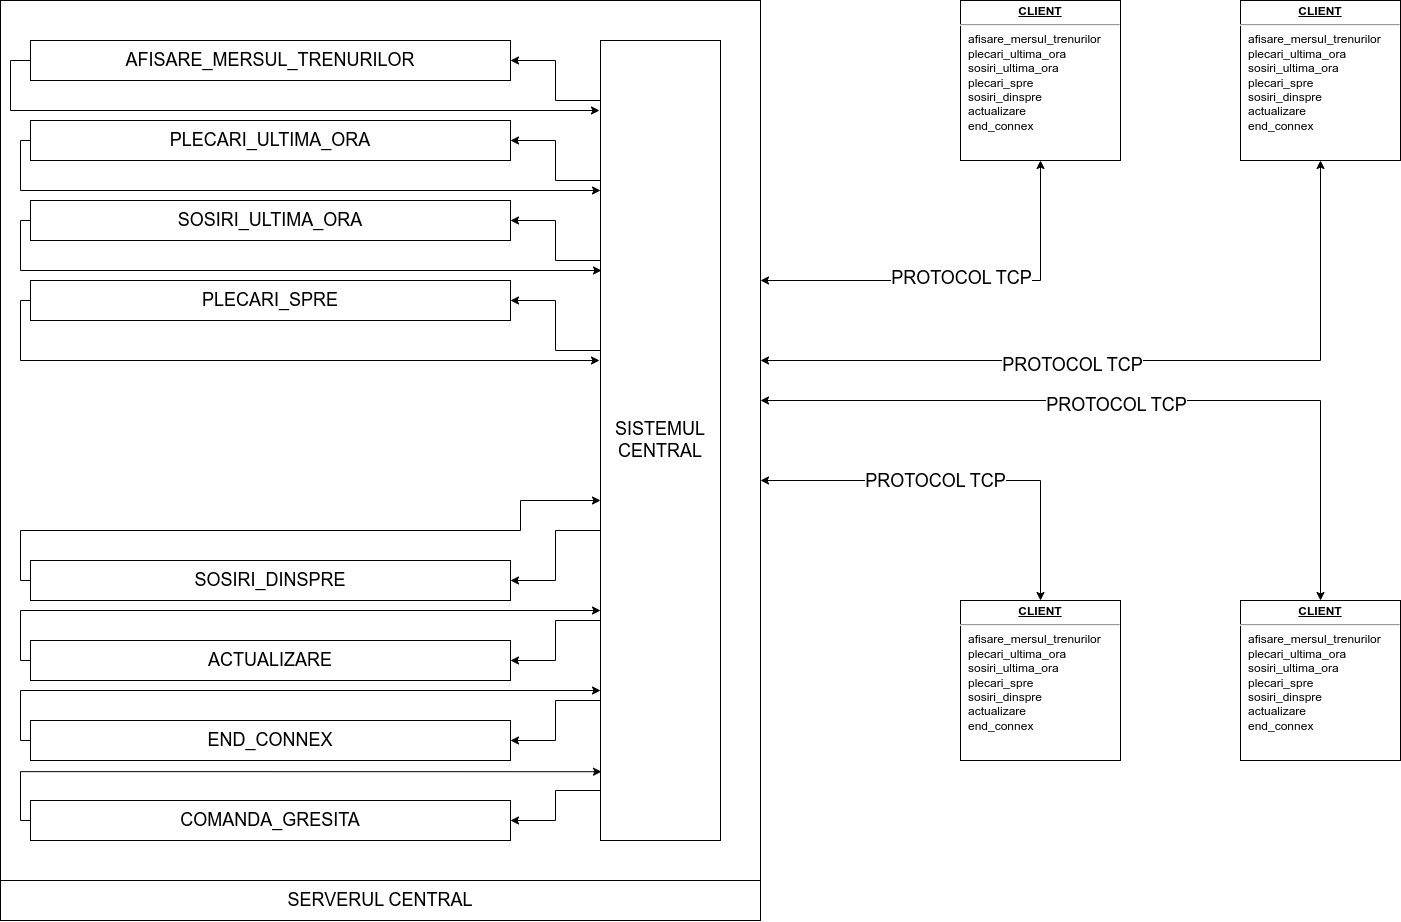 AFISARE_MERSUL_TRENURILOR
PLECARI_ULTIMA_ORA
SOSIRI_ULTIMA_ORA
PLECARI_SPRE
SISTEMUL
CENTRAL
SOSIRI_DINSPRE
ACTUALIZARE
END_CONNEX
COMANDA_GRESITA
SERVERUL CENTRAL
CLIENT
afisare_mersul_trenurilor
plecari_ultima_ora
sosiri_ultima_ora
plecari_spre
sosiri_dinspre
actualizare
end_connex
CLIENT
afisare_mersul_trenurilor
plecari_ultima_ora
sosiri_ultima_ora
plecari_spre
sosiri_dinspre
actualizare
end_connex
PROTOCOL TCP
PROTOCOL TCP
PROTOCOL TCP
PROTOCOL TCP
CLIENT
afisare_mersul_trenurilor
plecari_ultima_ora
sosiri_ultima_ora
plecari_spre
sosiri_dinspre
actualizare
end_connex
CLIENT
afisare_mersul_trenurilor
plecari_ultima_ora
sosiri_ultima_ora
plecari_spre
sosiri_dinspre
actualizare
end_connex